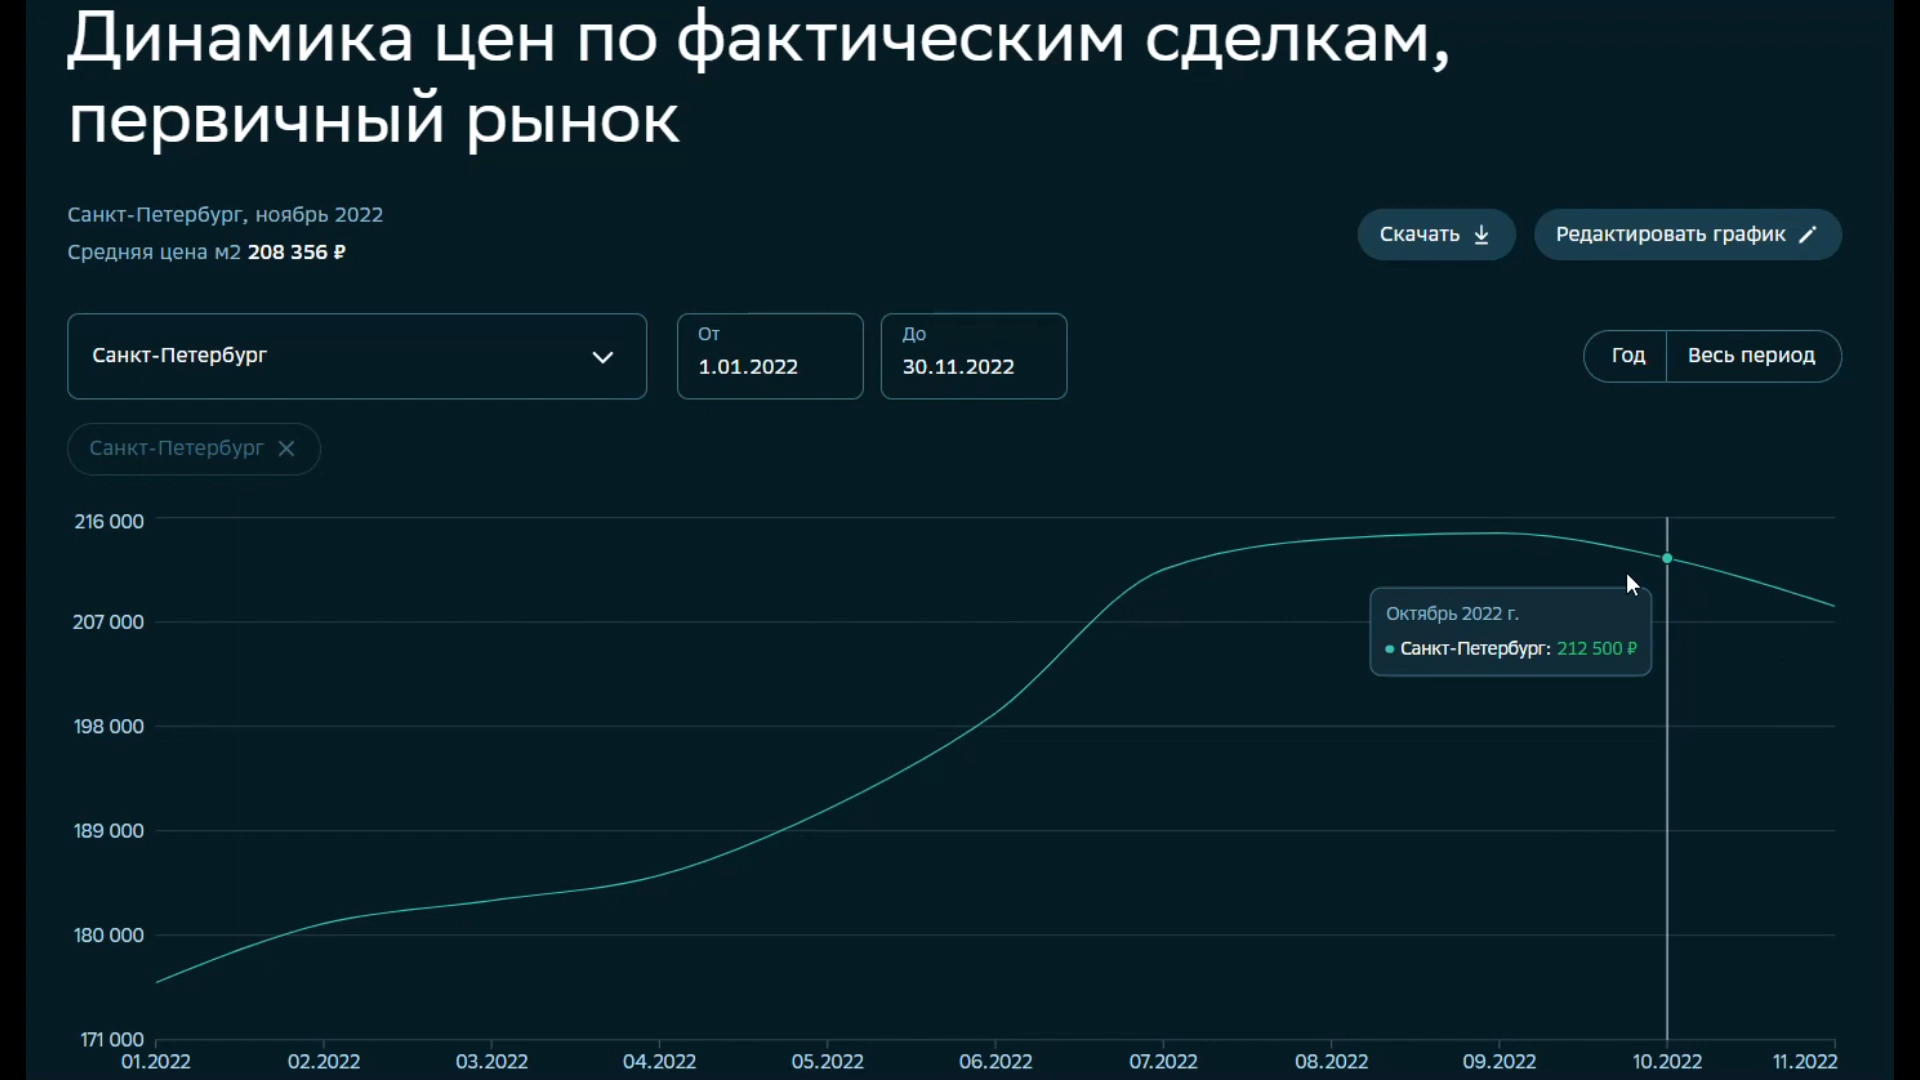 Динамика цен по фактическим сделкам,
первичный рынок
Санкт-Петербург, ноябрь 2022
Средняя цена м2 208 356 ₽
Скачать
Редактировать график
Санкт-Петербург
От
1.01.2022
До
30.11.2022
Год
Весь период
Санкт-Петербург
216 000
207 000
198 000
189 000
180 000
171 000
Октябрь 2022 г.
Санкт-Петербург: 212 500 ₽
01.2022 02.2022 03.2022 04.2022 05.2022 06.2022 07.2022 08.2022 09.2022 10.2022 11.2022